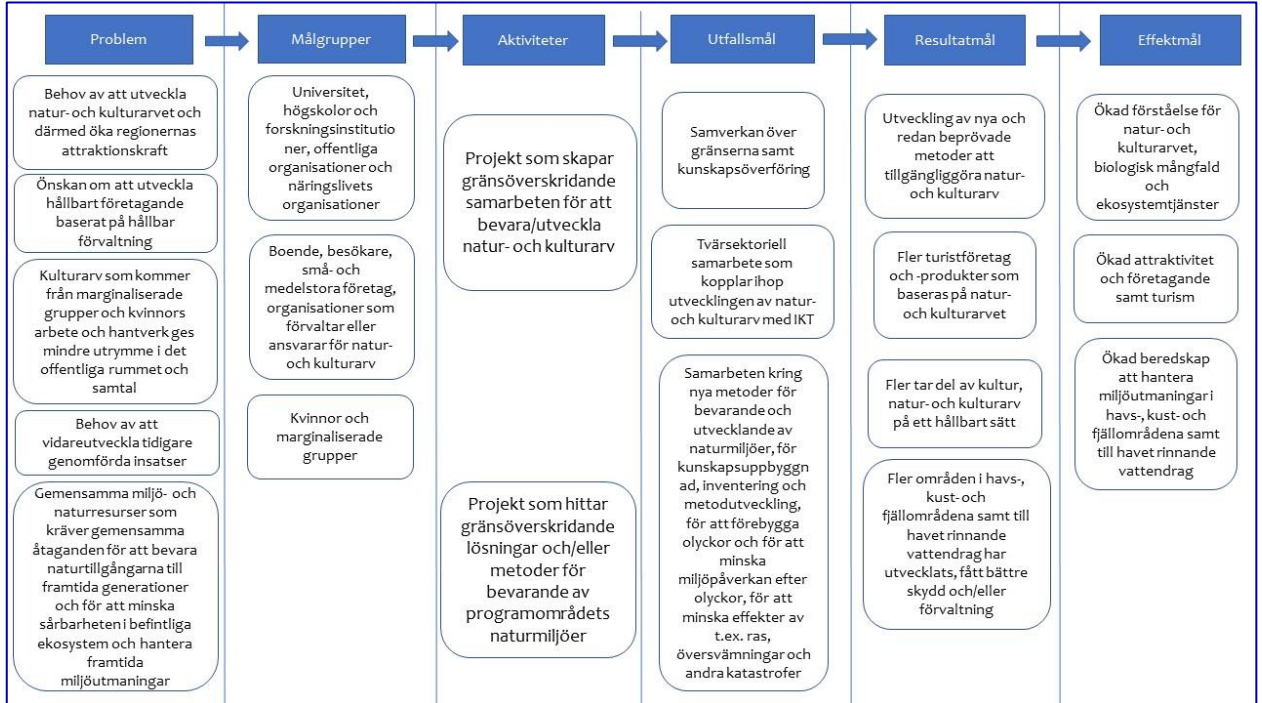 Problem
Målgrupper
Aktiviteter
Utfallsmål
Resultatmål
Effektmål
Behov av att utveckla
natur- och kulturarvet och
därmed öka regionernas
attraktionskraft
Önskan om att utveckla
hållbart företagande
baserat på hållbar
förvaltning
Kulturarv som kommer
från marginaliserade
grupper och kvinnors
arbete och hantverk ges
mindre utrymme i det
offentliga rummet och
samtal
Behov av att
vidareutveckla tidigare
genomförda insatser
Gemensamma miljö- och
naturresurser som
kräver gemensamma
åtaganden för att bevara
naturtillgångarna till
framtida generationer
och för att minska
sårbarheten i befintliga
ekosystem och hantera
framtida
miljöutmaningar
Universitet,
högskolor och
forskningsinstitutio
ner, offentliga
organisationer och
näringslivets
organisationer
Boende, besökare,
små- och
medelstora företag,
organisationer som
förvaltar eller
ansvarar för natur-
och kulturarv
Kvinnor och
marginaliserade
grupper
Projekt som skapar
gränsöverskridande
samarbeten för att
bevara/utveckla
natur- och kulturarv
Projekt som hittar
gränsöverskridande
lösningar och/eller
metoder för
bevarande av
programområdets
naturmiljöer
Samverkan över
gränserna samt
kunskapsöverföring
Tvärsektoriell
samarbete som
kopplar ihop
utvecklingen av natur-
och kulturarv med IKT
Samarbeten kring
nya metoder för
bevarande och
utvecklande av
naturmiljöer, för
kunskapsuppbyggn
ad, inventering och
metodutveckling,
för att förebygga
olyckor och för att
minska
miljöpåverkan efter
olyckor, för att
minska effekter av
t.ex. ras,
översvämningar och
andra katastrofer
Utveckling av nya och
redan beprövade
metoder att
tillgängliggöra natur-
och kulturarv
Fler turistföretag
och -produkter som
baseras på natur-
och kulturarvet
Fler tar del av kultur,
natur- och kulturarv
på ett hållbart sätt
Fler områden i havs-,
kust- och
fjällområdena samt till
havet rinnande
vattendrag har
utvecklats, fått bättre
skydd och/eller
förvaltning
Ökad förståelse för
natur- och
kulturarvet,
biologisk mångfald
och
ekosystemtjänster
Ökad attraktivitet
och företagande
samt turism
Ökad beredskap
att hantera
miljöutmaningar i
havs-, kust- och
fjällområdena samt
till havet rinnande
vattendrag